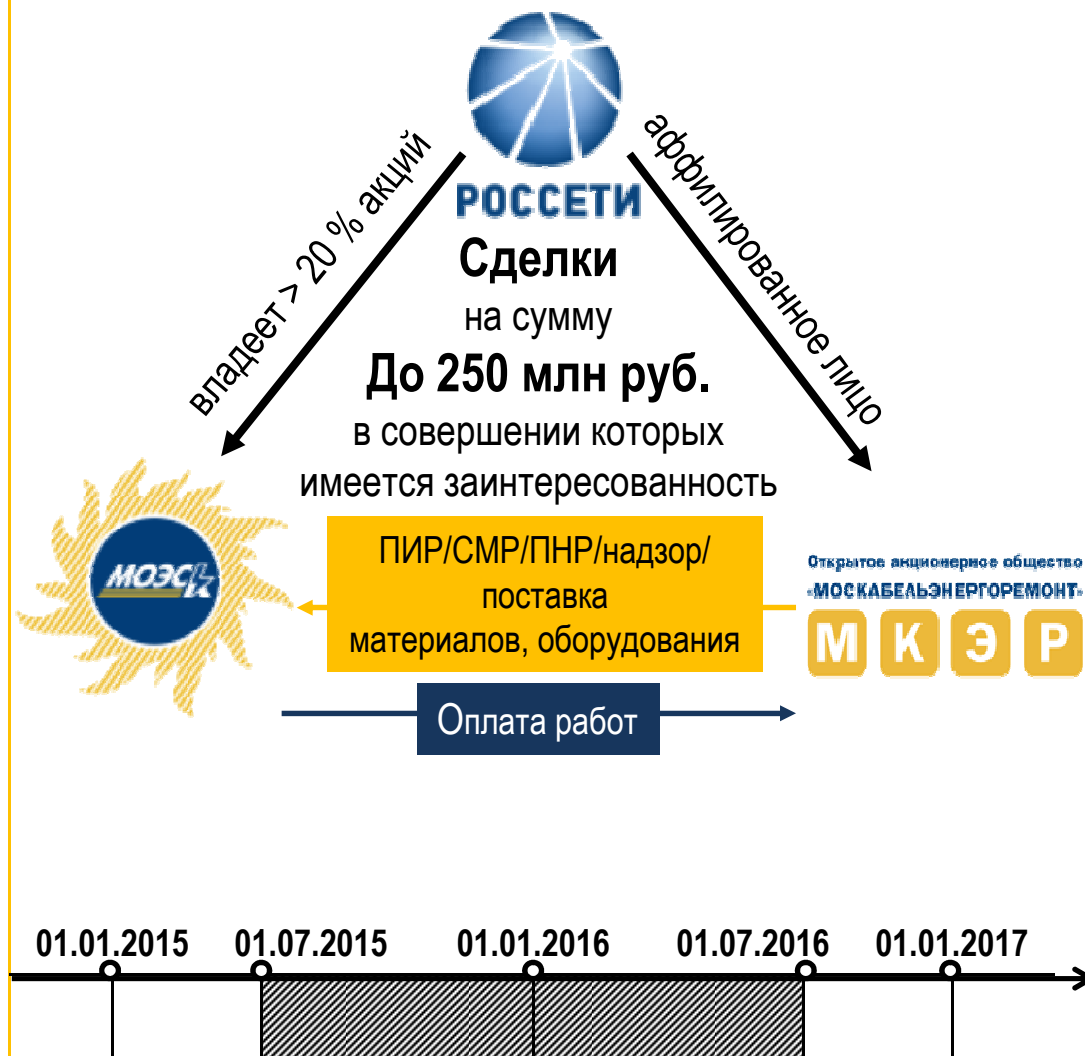 РОССЕТИ
владеет > 20 % акций
аффилированное лицо
Сделки
на сумму
До 250 млн руб.
в совершении которых
имеется заинтересованность
МОЭСК
ПИР/СМР/ПНР/надзор/
поставка
материалов, оборудования
Открытое акционерное общество
«МОСКАБЕЛЬЭНЕРГОРЕМОНТ»
МКЭР
Оплата работ
01.01.2015 01.07.2015 01.01.2016 01.07.2016 01.01.2017